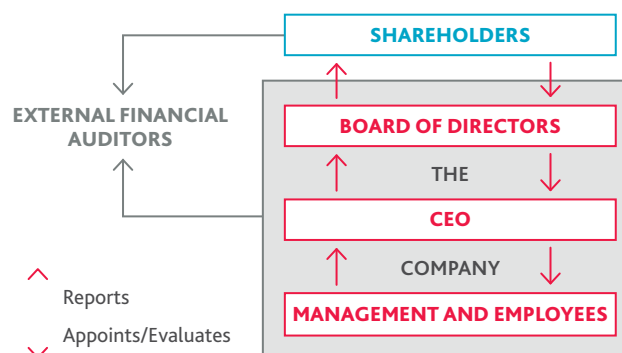 SHAREHOLDERS
EXTERNAL FINANCIAL
AUDITORS
BOARD OF DIRECTORS
THE
CEO
COMPANY
MANAGEMENT AND EMPLOYEES
Reports
Appoints/Evaluates